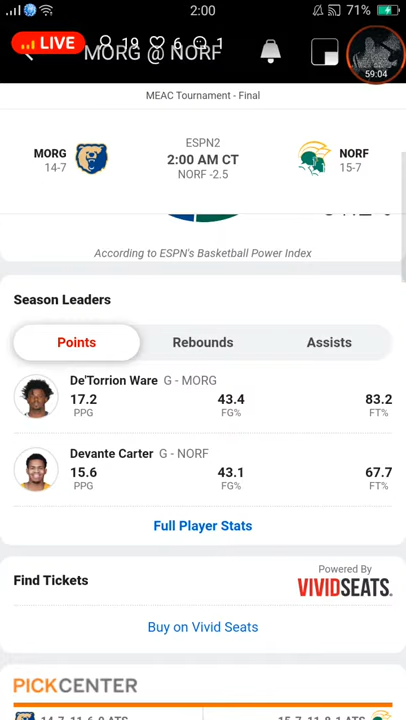 2:00
71%
LIVE 19 6 1
MORG @ NORF
59:04
MEAC Tournament - Final
ESPN2
MORG
14-7
2:00 AM CT
NORF -2.5
NORF
15-7
According to ESPN's Basketball Power Index
Season Leaders
Points Rebounds Assists
De'Torrion Ware G - MORG
17.2 43.4 83.2
PPG FG% FT%
Devante Carter G - NORF
15.6 43.1 67.7
PPG FG% FT%
Full Player Stats
Find Tickets
Powered By
VIVIDSEATS.
Buy on Vivid Seats
PICKCENTER